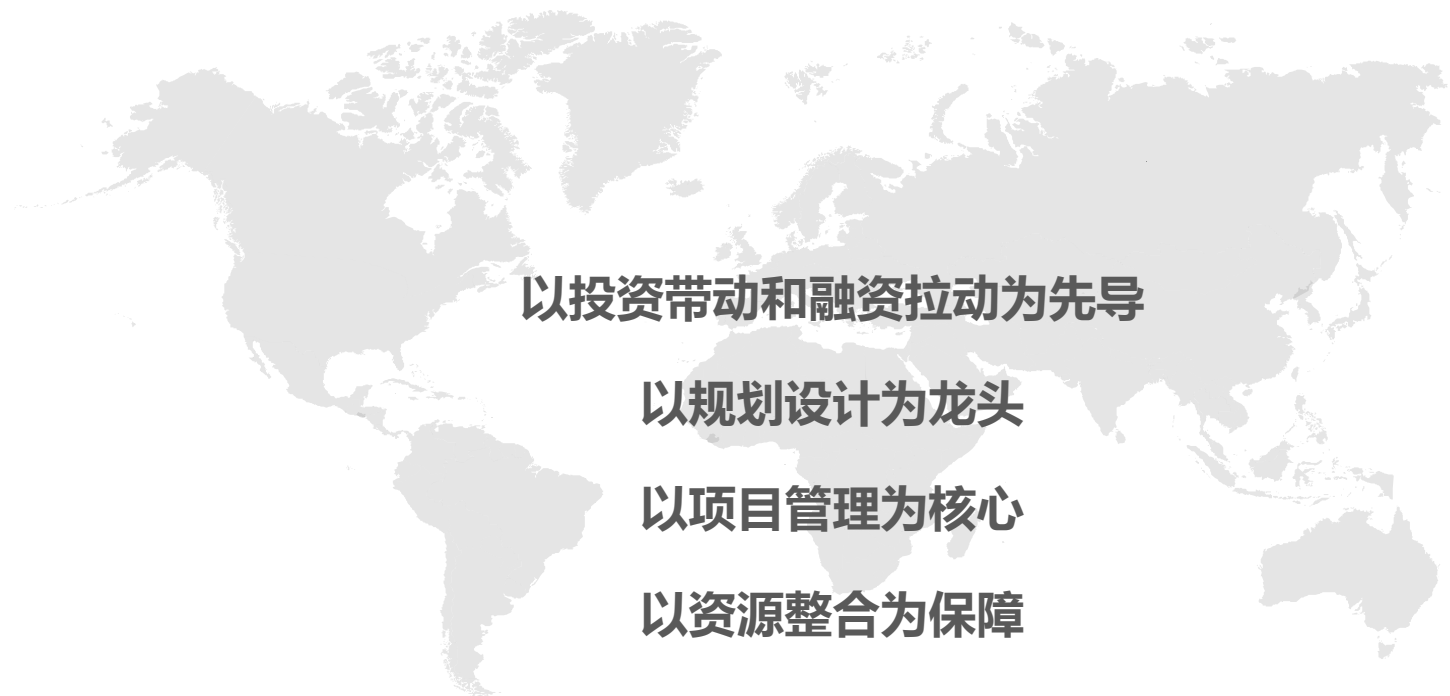 以投资带动和融资拉动为先导
以规划设计为龙头
以项目管理为核心
以资源整合为保障